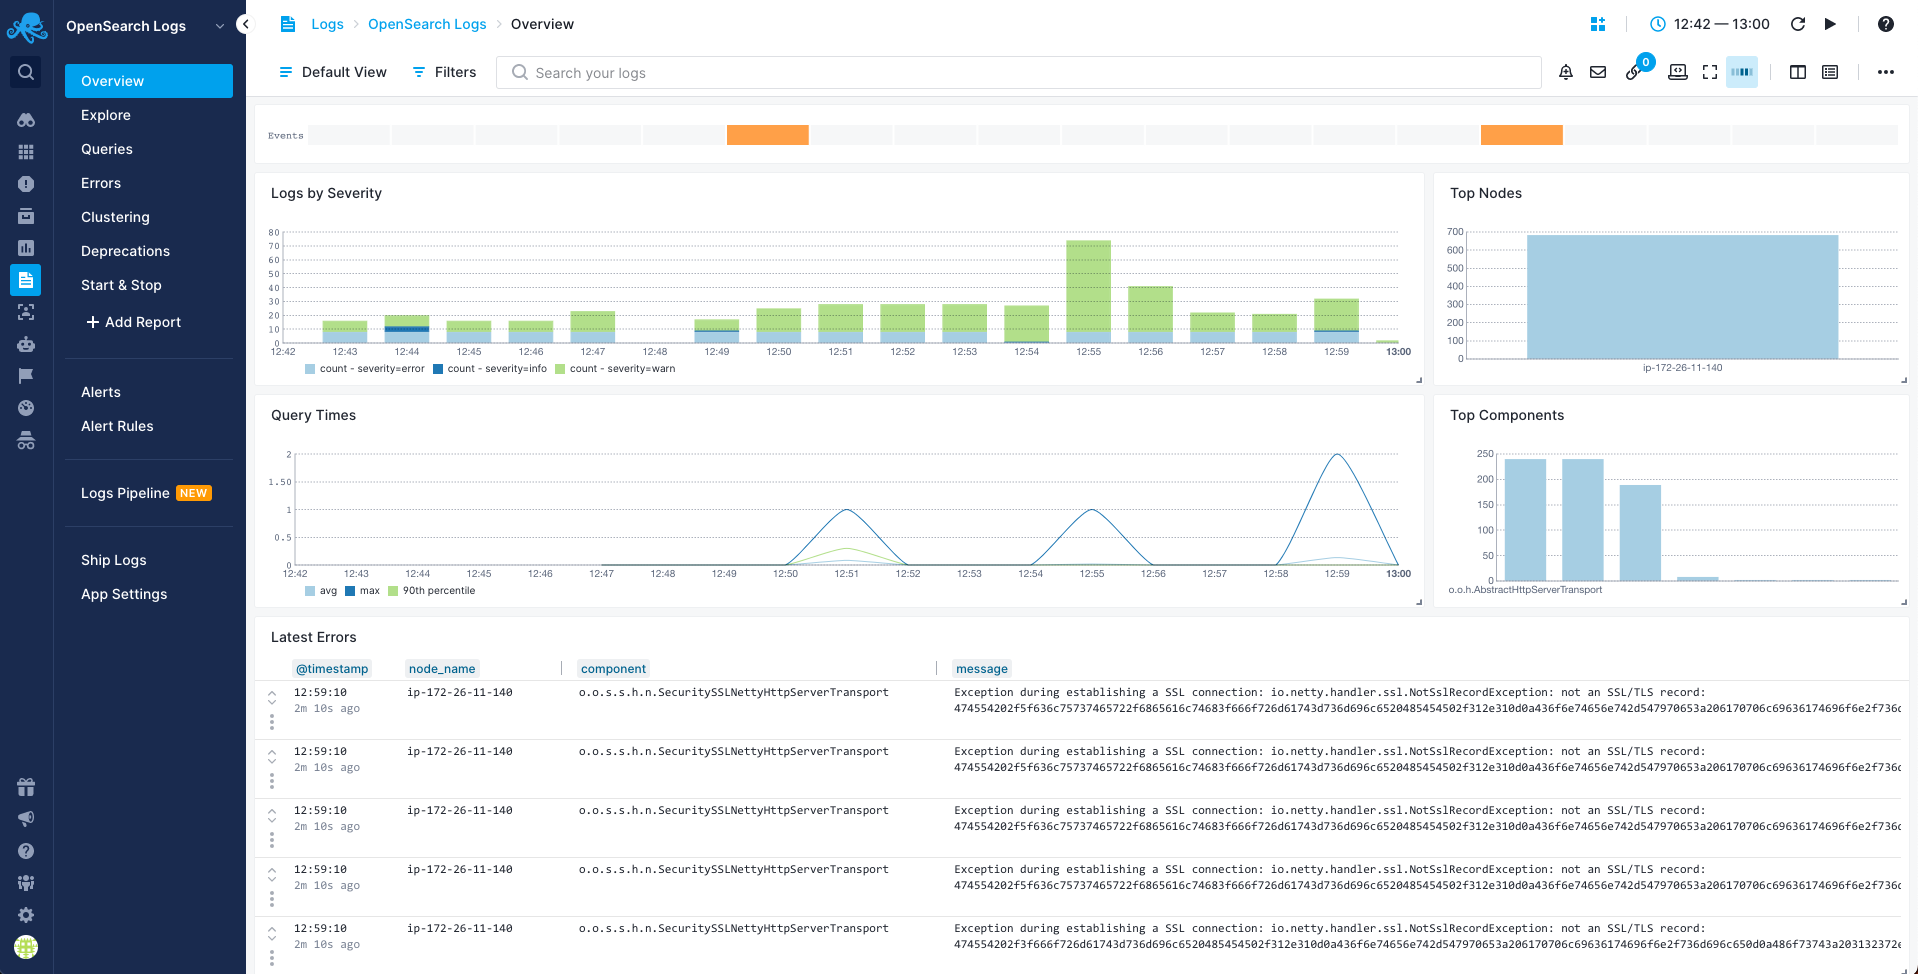 OpenSearch Logs
Overview
Explore
Queries
Errors
Clustering
Deprecations
Start & Stop
+ Add Report
Alerts
Alert Rules
Logs Pipeline NEW
Ship Logs
App Settings
Logs > OpenSearch Logs > Overview
12:42 — 13:00
Default View
Filters
Search your logs
0
Events
Logs by Severity
80
70
60
50
40
30
20
10
0
12:42 12:43 12:44 12:45 12:46 12:47 12:48 12:49 12:50 12:51 12:52 12:53 12:54 12:55 12:56 12:57 12:58 12:59 13:00
count - severity=error count - severity=info count - severity=warn
Top Nodes
700
600
500
400
300
200
100
0
ip-172-26-11-140
Query Times
2
1.50
1
0.5
0
12:42 12:43 12:44 12:45 12:46 12:47 12:48 12:49 12:50 12:51 12:52 12:53 12:54 12:55 12:56 12:57 12:58 12:59 13:00
avg max 90th percentile
Top Components
250
200
150
100
50
0
o.o.h.AbstractHttpServerTransport
Latest Errors
@timestamp node_name component message
12:59:10 ip-172-26-11-140 o.o.s.s.h.n.SecuritySSLNettyHttpServerTransport Exception during establishing a SSL connection: io.netty.handler.ssl.NotSslRecordException: not an SSL/TLS record:
2m 10s ago
12:59:10 ip-172-26-11-140 o.o.s.s.h.n.SecuritySSLNettyHttpServerTransport Exception during establishing a SSL connection: io.netty.handler.ssl.NotSslRecordException: not an SSL/TLS record:
2m 10s ago
12:59:10 ip-172-26-11-140 o.o.s.s.h.n.SecuritySSLNettyHttpServerTransport Exception during establishing a SSL connection: io.netty.handler.ssl.NotSslRecordException: not an SSL/TLS record:
2m 10s ago
12:59:10 ip-172-26-11-140 o.o.s.s.h.n.SecuritySSLNettyHttpServerTransport Exception during establishing a SSL connection: io.netty.handler.ssl.NotSslRecordException: not an SSL/TLS record:
2m 10s ago
12:59:10 ip-172-26-11-140 o.o.s.s.h.n.SecuritySSLNettyHttpServerTransport Exception during establishing a SSL connection: io.netty.handler.ssl.NotSslRecordException: not an SSL/TLS record:
2m 10s ago